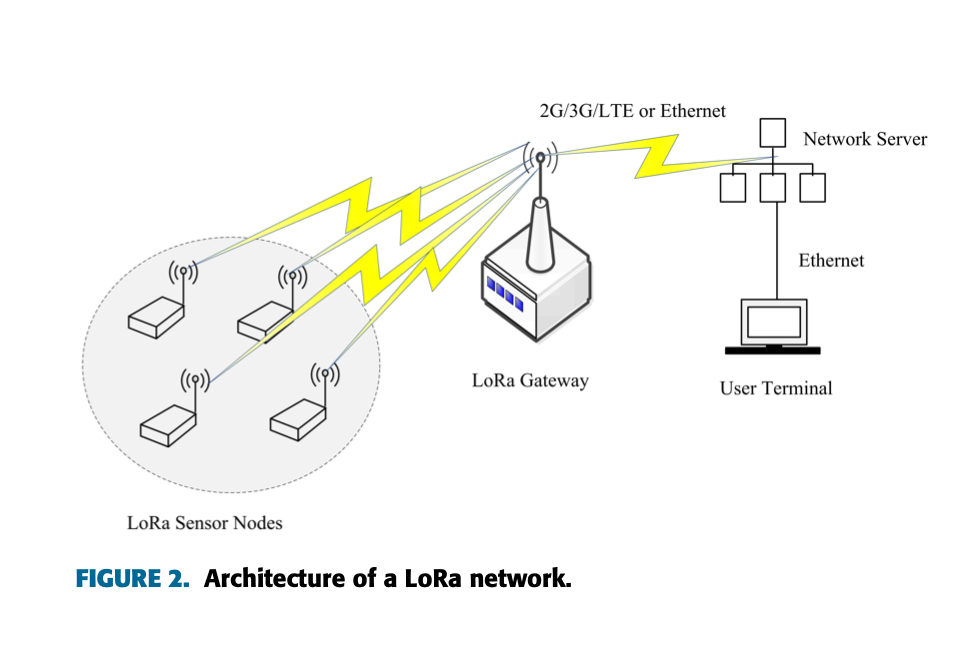 2G/3G/LTE or Ethernet
Network Server
Ethernet
LoRa Gateway
User Terminal
LoRa Sensor Nodes
FIGURE 2. Architecture of a LoRa network.